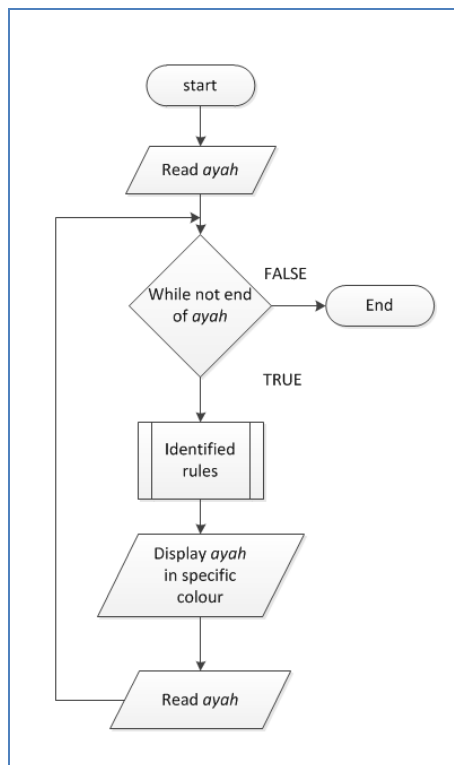 start
Read ayah
While not end
of ayah
FALSE
End
TRUE
Identified
rules
Display ayah
in specific
colour
Read ayah